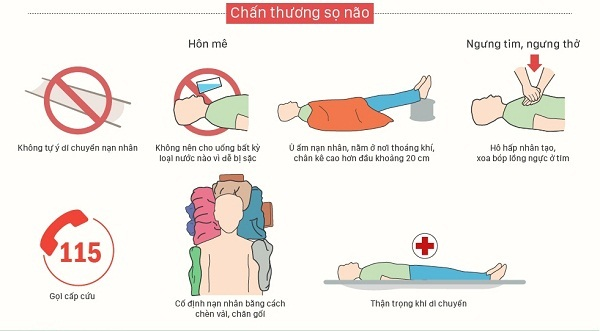 Chấn thương sọ não
Hôn mê
Ngưng tim, ngưng thở
Không tự ý di chuyển nạn nhân
Không nên cho uống bất kỳ
loại nước nào vì dễ bị sặc
Ủ ấm nạn nhân, nằm ở nơi thoáng khí,
chân kê cao hơn đầu khoảng 20 cm
Hô hấp nhân tạo,
xoa bóp lồng ngực ở tim
115
Gọi cấp cứu
Cố định nạn nhân bằng cách
chèn vải, chăn gối
Thận trọng khi di chuyển